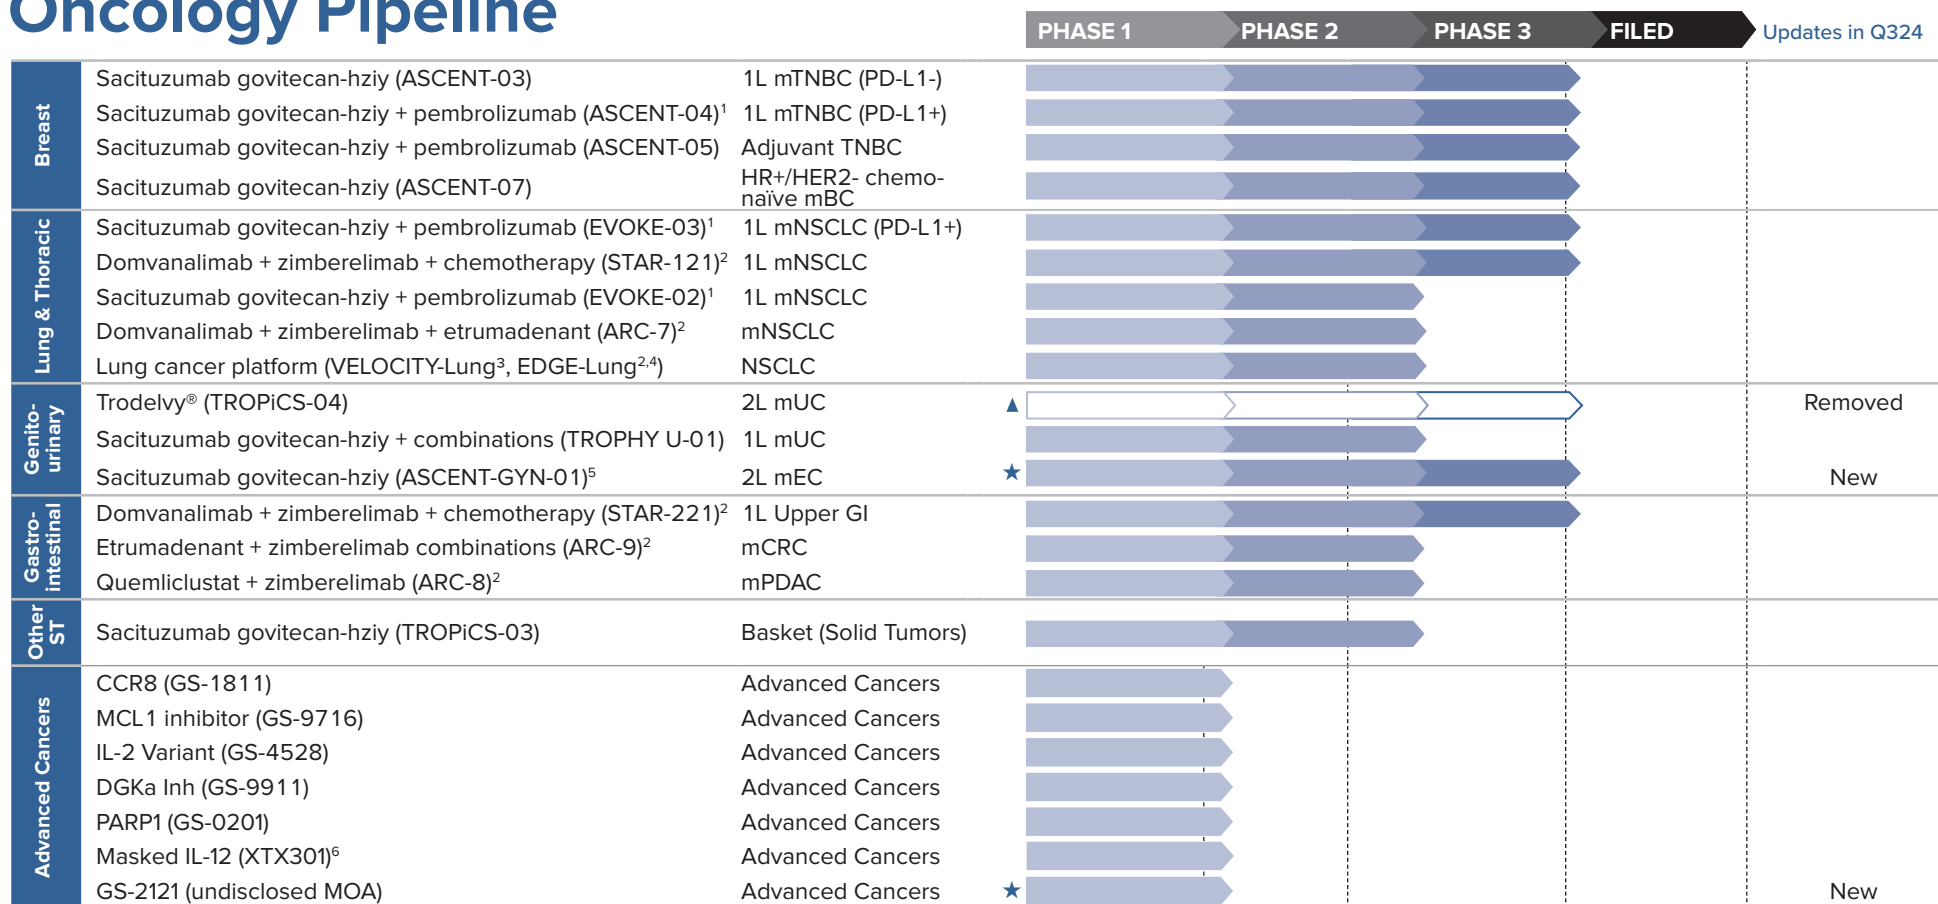 Oncology Pipeline
PHASE 1 PHASE 2 PHASE 3 FILED Updates in Q324
Breast
Sacituzumab govitecan-hziy (ASCENT-03) 1L mTNBC (PD-L1-)
Sacituzumab govitecan-hziy + pembrolizumab (ASCENT-04)¹ 1L mTNBC (PD-L1+)
Sacituzumab govitecan-hziy + pembrolizumab (ASCENT-05) Adjuvant TNBC
Sacituzumab govitecan-hziy (ASCENT-07) HR+/HER2- chemo-
naïve mBC
Lung & Thoracic
Sacituzumab govitecan-hziy + pembrolizumab (EVOKE-03)¹ 1L mNSCLC (PD-L1+)
Domvanalimab + zimberelimab + chemotherapy (STAR-121)² 1L mNSCLC
Sacituzumab govitecan-hziy + pembrolizumab (EVOKE-02)¹ 1L mNSCLC
Domvanalimab + zimberelimab + etrumadenant (ARC-7)² mNSCLC
Lung cancer platform (VELOCITY-Lung³, EDGE-Lung²,⁴) NSCLC
Genito-
urinary
Trodelvy® (TROPiCS-04) 2L mUC ▲ Removed
Sacituzumab govitecan-hziy + combinations (TROPHY U-01) 1L mUC
Sacituzumab govitecan-hziy (ASCENT-GYN-01)⁵ 2L mEC ★ New
Gastro-
intestinal
Domvanalimab + zimberelimab + chemotherapy (STAR-221)² 1L Upper GI
Etrumadenant + zimberelimab combinations (ARC-9)² mCRC
Quemliclustat + zimberelimab (ARC-8)² mPDAC
Other
ST
Sacituzumab govitecan-hziy (TROPiCS-03) Basket (Solid Tumors)
Advanced Cancers
CCR8 (GS-1811) Advanced Cancers
MCL1 inhibitor (GS-9716) Advanced Cancers
IL-2 Variant (GS-4528) Advanced Cancers
DGKa Inh (GS-9911) Advanced Cancers
PARP1 (GS-0201) Advanced Cancers
Masked IL-12 (XTX301)⁶ Advanced Cancers
GS-2121 (undisclosed MOA) Advanced Cancers ★ New